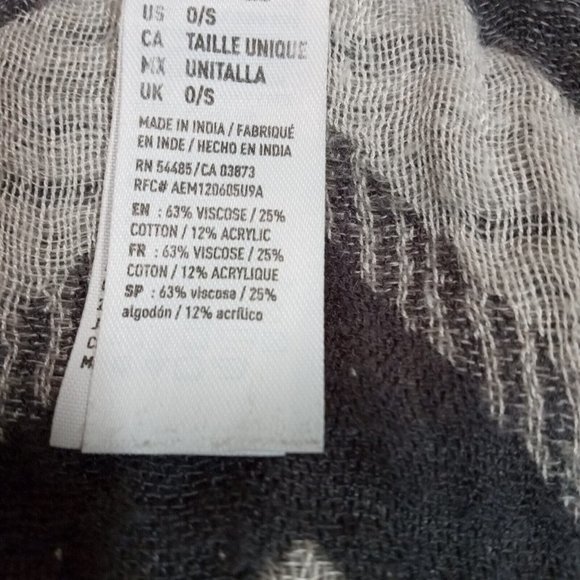 US O/S
CA TAILLE UNIQUE
MX UNITALLA
UK O/S
MADE IN INDIA / FABRIQUÉ
EN INDE / HECHO EN INDIA
RN 54485/CA 03873
RFC# AEM120605U9A
EN : 63% VISCOSE / 25%
COTTON / 12% ACRYLIC
FR : 63% VISCOSE / 25%
COTON / 12% ACRYLIQUE
SP : 63% viscosa / 25%
algodón / 12% acrílico